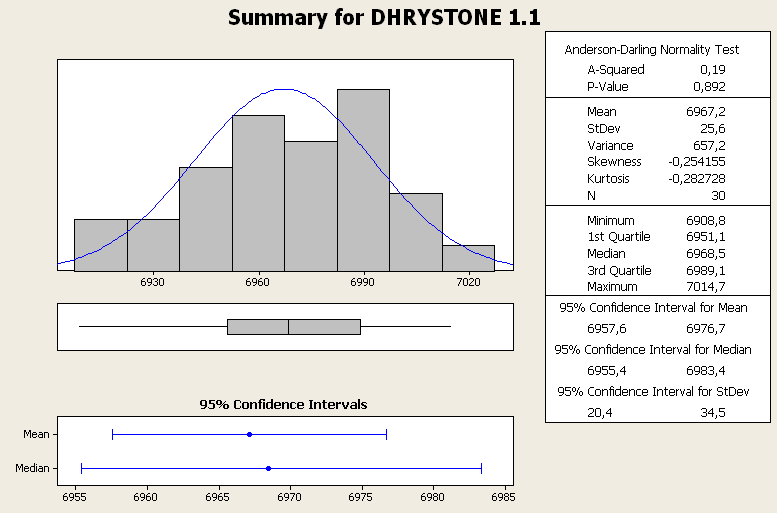 Summary for DHRYSTONE 1.1
6930 6960 6990 7020
95% Confidence Intervals
Mean
Median
6955 6960 6965 6970 6975 6980 6985
Anderson-Darling Normality Test
A-Squared 0,19
P-Value 0,892
Mean 6967,2
StDev 25,6
Variance 657,2
Skewness -0,254155
Kurtosis -0,282728
N 30
Minimum 6908,8
1st Quartile 6951,1
Median 6968,5
3rd Quartile 6989,1
Maximum 7014,7
95% Confidence Interval for Mean
6957,6 6976,7
95% Confidence Interval for Median
6955,4 6983,4
95% Confidence Interval for StDev
20,4 34,5